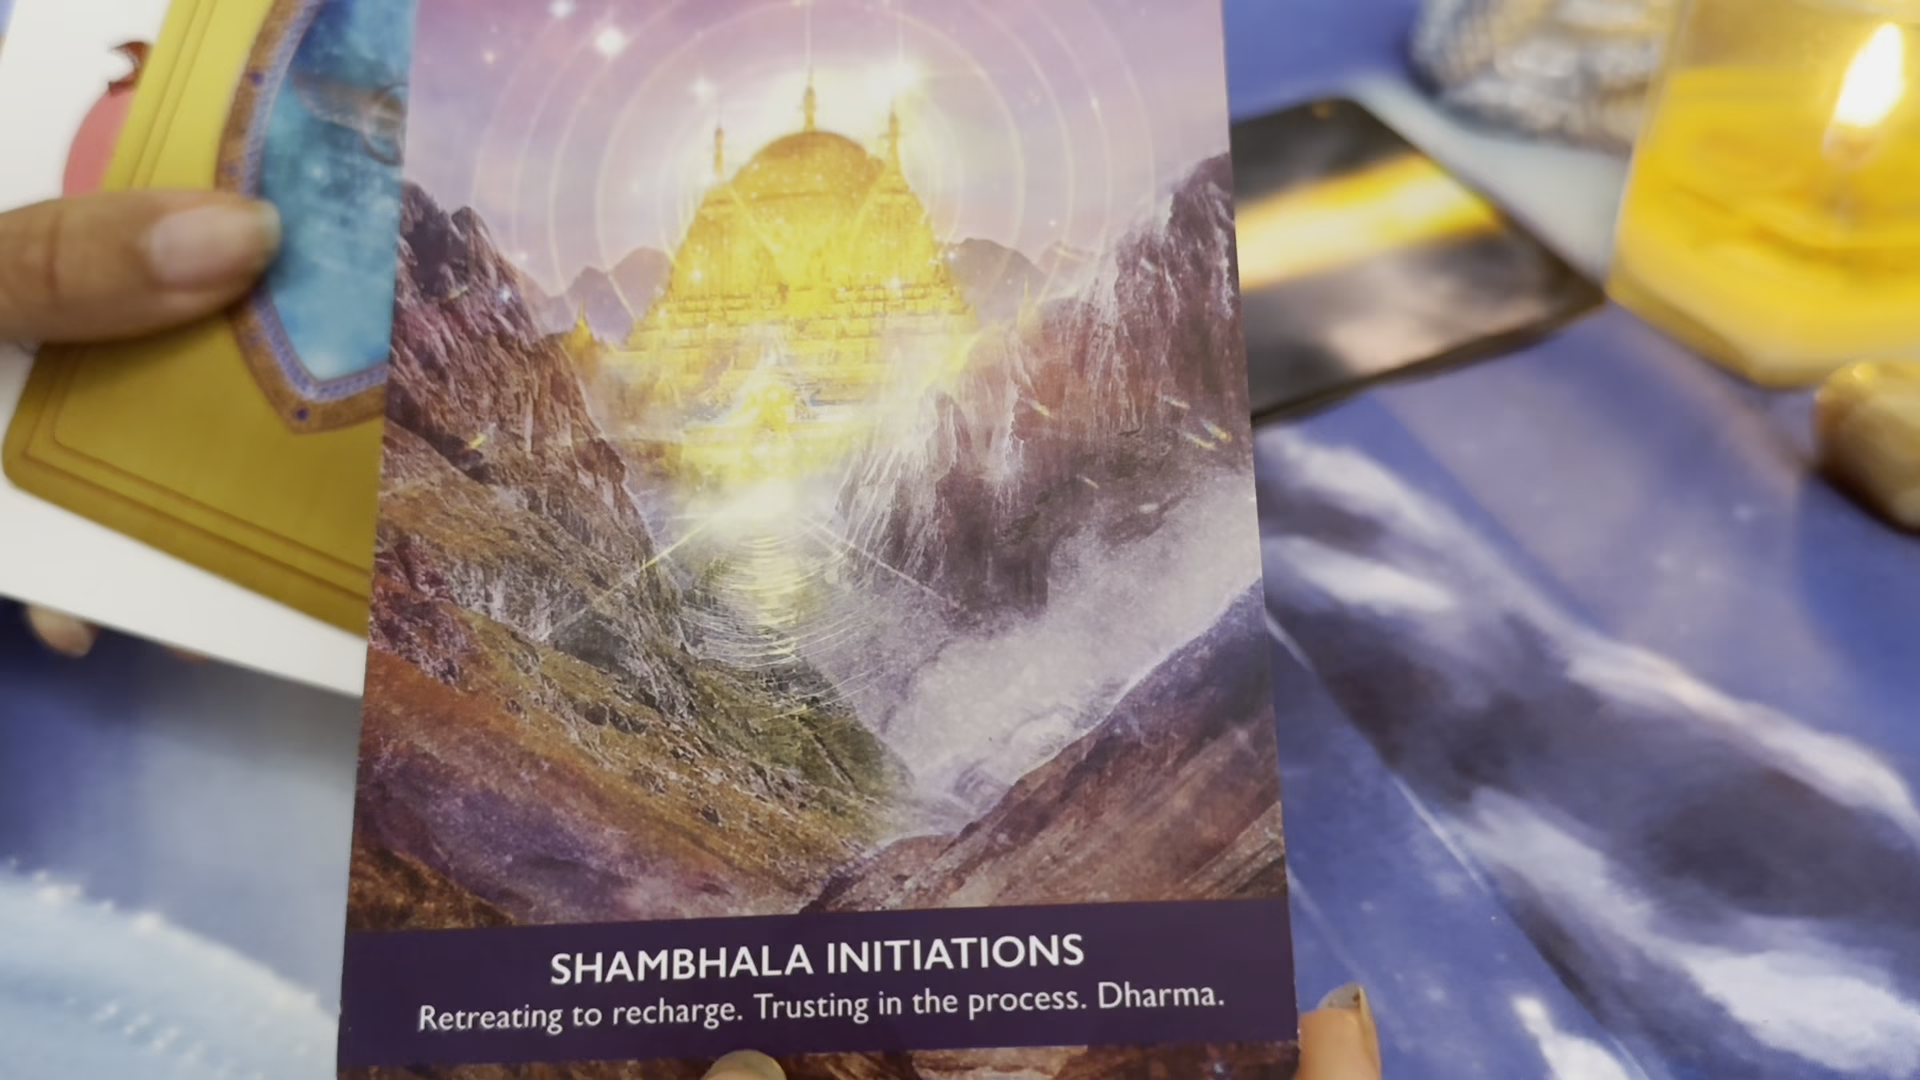 SHAMBHALA INITIATIONS
Retreating to recharge. Trusting in the process. Dharma.